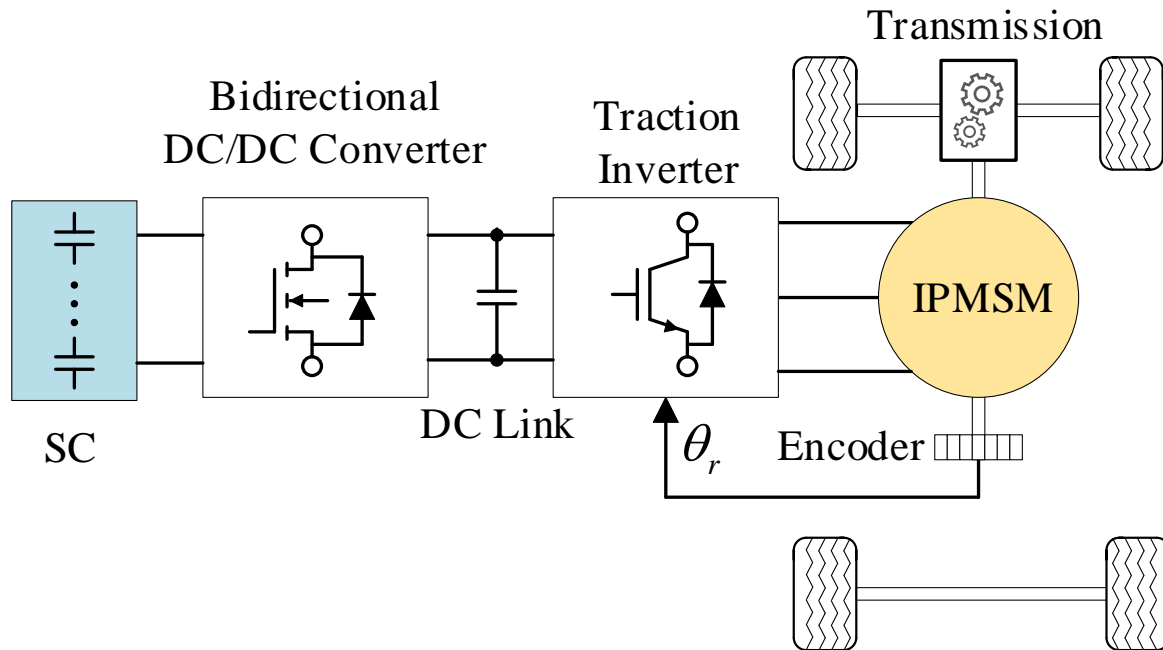 Transmission
Bidirectional
DC/DC Converter
Traction
Inverter
IPMSM
DC Link
SC
θr
Encoder